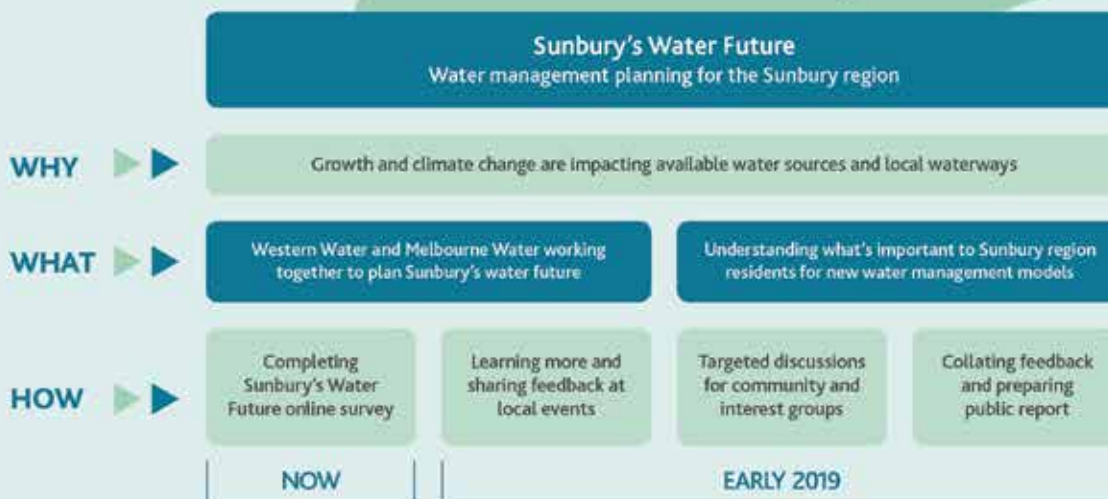 Sunbury's Water Future
Water management planning for the Sunbury region
WHY
Growth and climate change are impacting available water sources and local waterways
WHAT
Western Water and Melbourne Water working
together to plan Sunbury's water future
Understanding what's important to Sunbury region
residents for new water management models
HOW
Completing
Sunbury's Water
Future online survey
Learning more and
sharing feedback at
local events
Targeted discussions
for community and
interest groups
Collating feedback
and preparing
public report
NOW
EARLY 2019